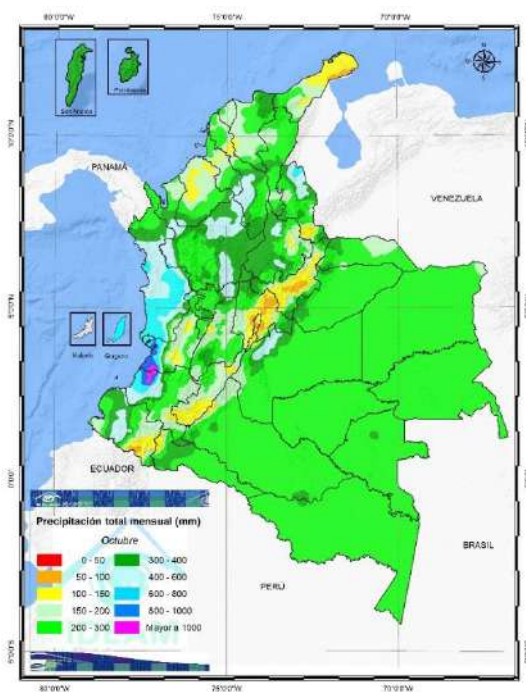 80°0'0"W 75°0'0"W 70°0'0"W
San Andrés
Providencia
N
S
PANAMÁ
VENEZUELA
Malpelo
Gorgona
ECUADOR
PERÚ
BRASIL
Precipitación total mensual (mm)
Octubre
0 - 50
50 - 100
100 - 150
150 - 200
200 - 300
300 - 400
400 - 600
600 - 800
800 - 1000
Mayor a 1000
IDEAM
80°0'0"W 75°0'0"W 70°0'0"W